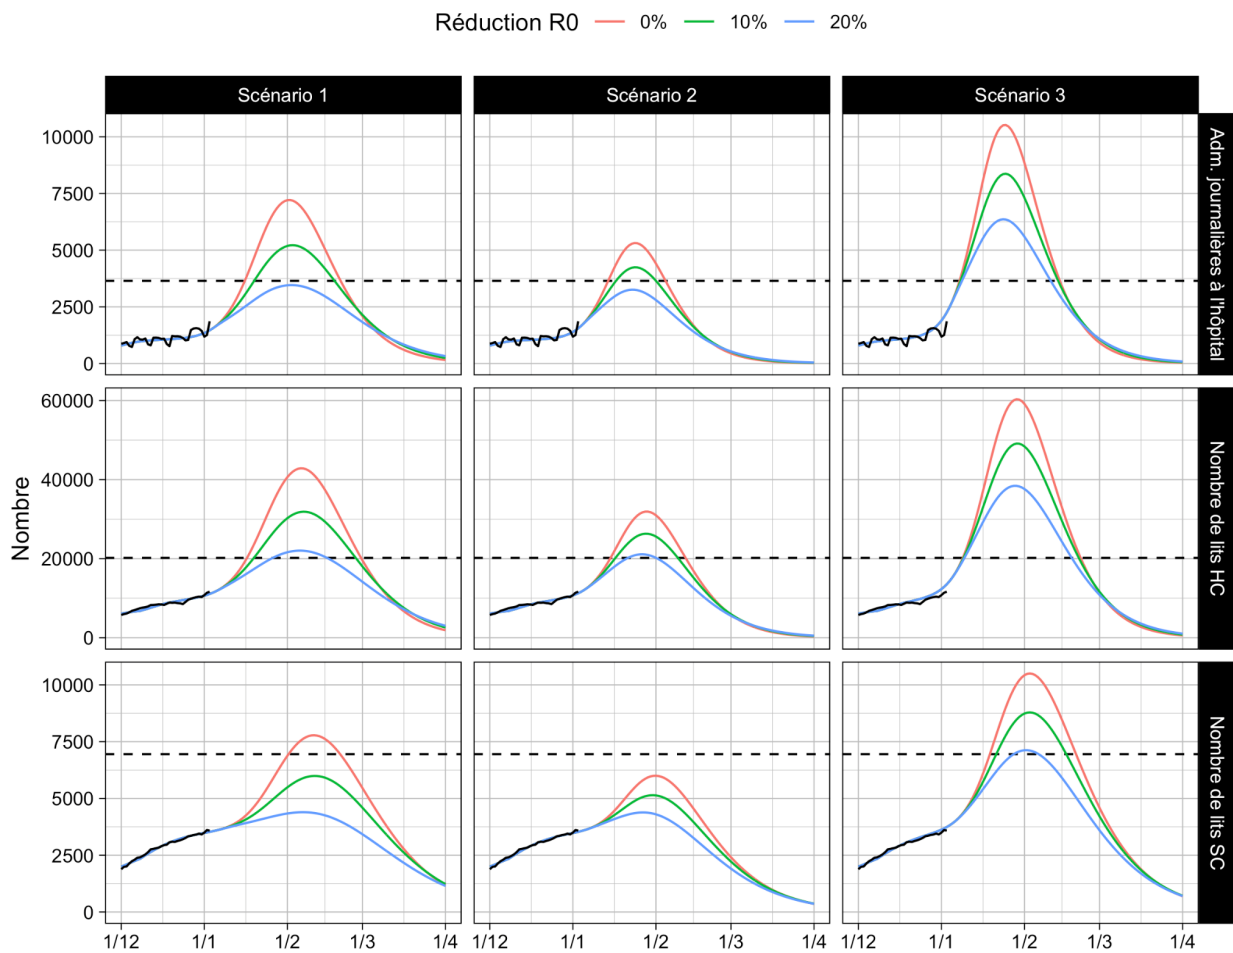 Réduction R0 0% 10% 20%
Scénario 1 Scénario 2 Scénario 3
Adm. journalières à l'hôpital
10000
7500
5000
2500
0
Nombre
Nombre de lits HC
60000
40000
20000
0
Nombre de lits SC
10000
7500
5000
2500
0
1/12 1/1 1/2 1/3 1/4 1/12 1/1 1/2 1/3 1/4 1/12 1/1 1/2 1/3 1/4